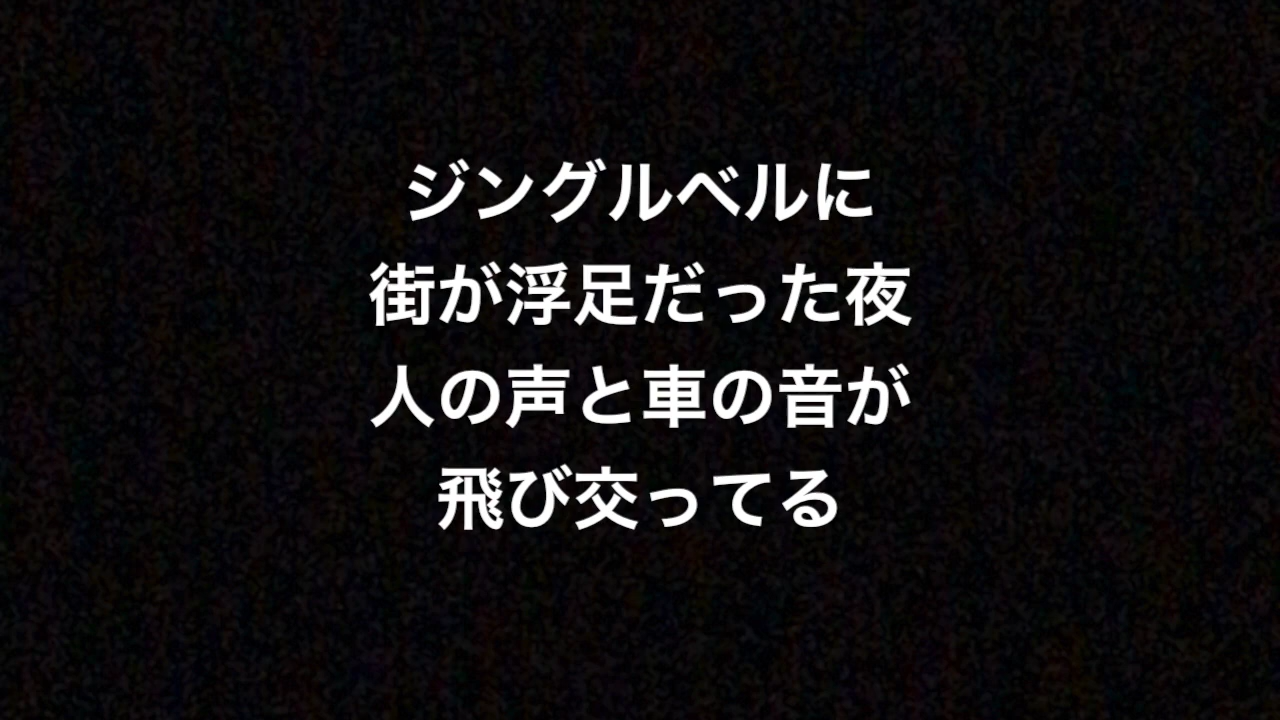 ジングルベルに
街が浮足だった夜
人の声と車の音が
飛び交ってる